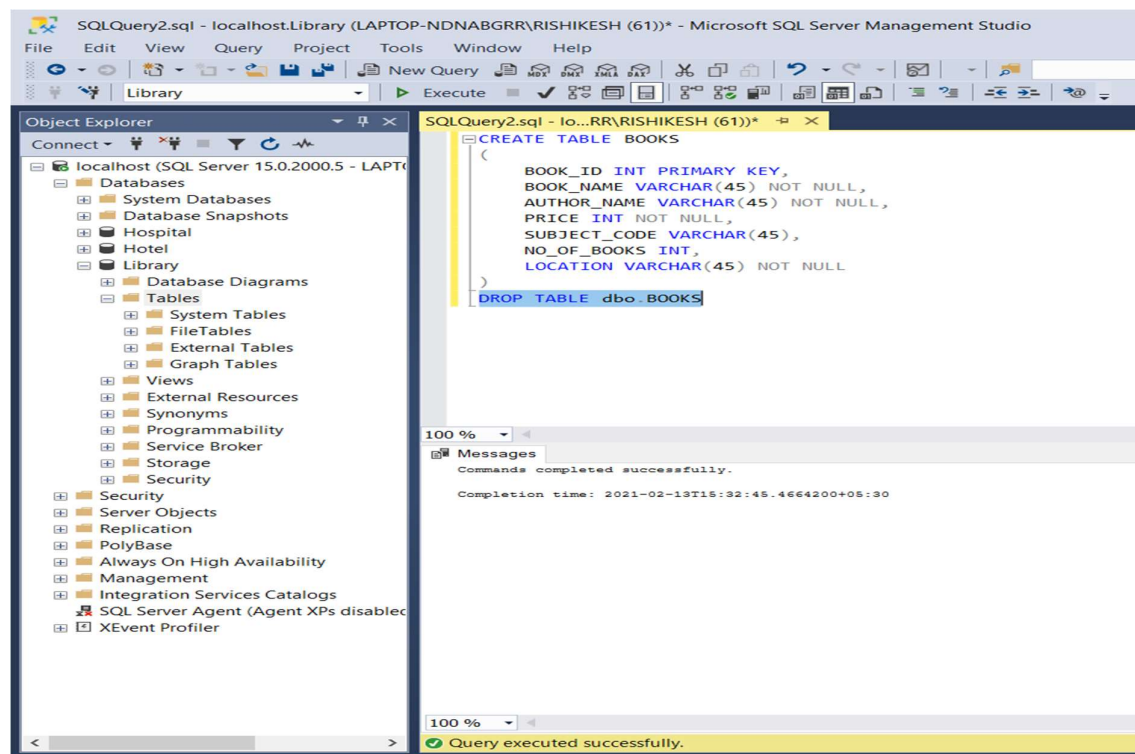 SQLQuery2.sql - localhost.Library (LAPTOP-NDNABGRR\RISHIKESH (61))* - Microsoft SQL Server Management Studio
File Edit View Query Project Tools Window Help
New Query MDX DMX XMLA DAX
Library Execute
Object Explorer
Connect
localhost (SQL Server 15.0.2000.5 - LAPT
Databases
System Databases
Database Snapshots
Hospital
Hotel
Library
Database Diagrams
Tables
System Tables
FileTables
External Tables
Graph Tables
Views
External Resources
Synonyms
Programmability
Service Broker
Storage
Security
Security
Server Objects
Replication
PolyBase
Always On High Availability
Management
Integration Services Catalogs
SQL Server Agent (Agent XPs disabled
XEvent Profiler
SQLQuery2.sql - lo...RR\RISHIKESH (61))*
CREATE TABLE BOOKS
(
BOOK_ID INT PRIMARY KEY,
BOOK_NAME VARCHAR(45) NOT NULL,
AUTHOR_NAME VARCHAR(45) NOT NULL,
PRICE INT NOT NULL,
SUBJECT_CODE VARCHAR(45),
NO_OF_BOOKS INT,
LOCATION VARCHAR(45) NOT NULL
)
DROP TABLE dbo.BOOKS
100 %
Messages
Commands completed successfully.
Completion time: 2021-02-13T15:32:45.4664200+05:30
100 %
Query executed successfully.